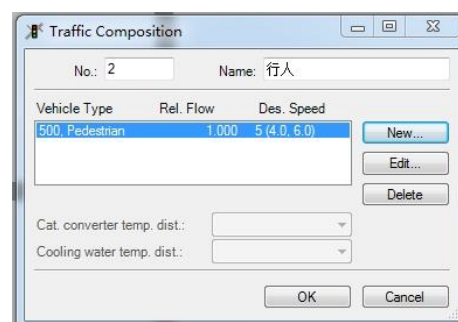 Traffic Composition
No.: 2 Name: 行人
Vehicle Type Rel. Flow Des. Speed
500, Pedestrian 1.000 5 (4.0, 6.0)
New...
Edit...
Delete
Cat. converter temp. dist.:
Cooling water temp. dist.:
OK Cancel